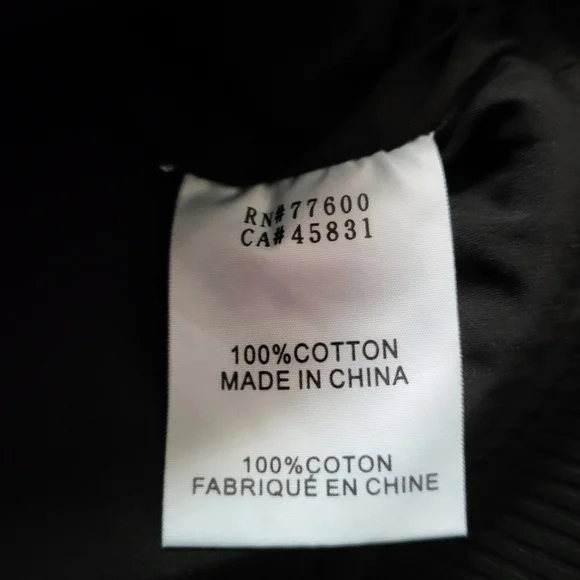 RN#77600
CA#45831
100%COTTON
MADE IN CHINA
100%COTON
FABRIQUÉ EN CHINE